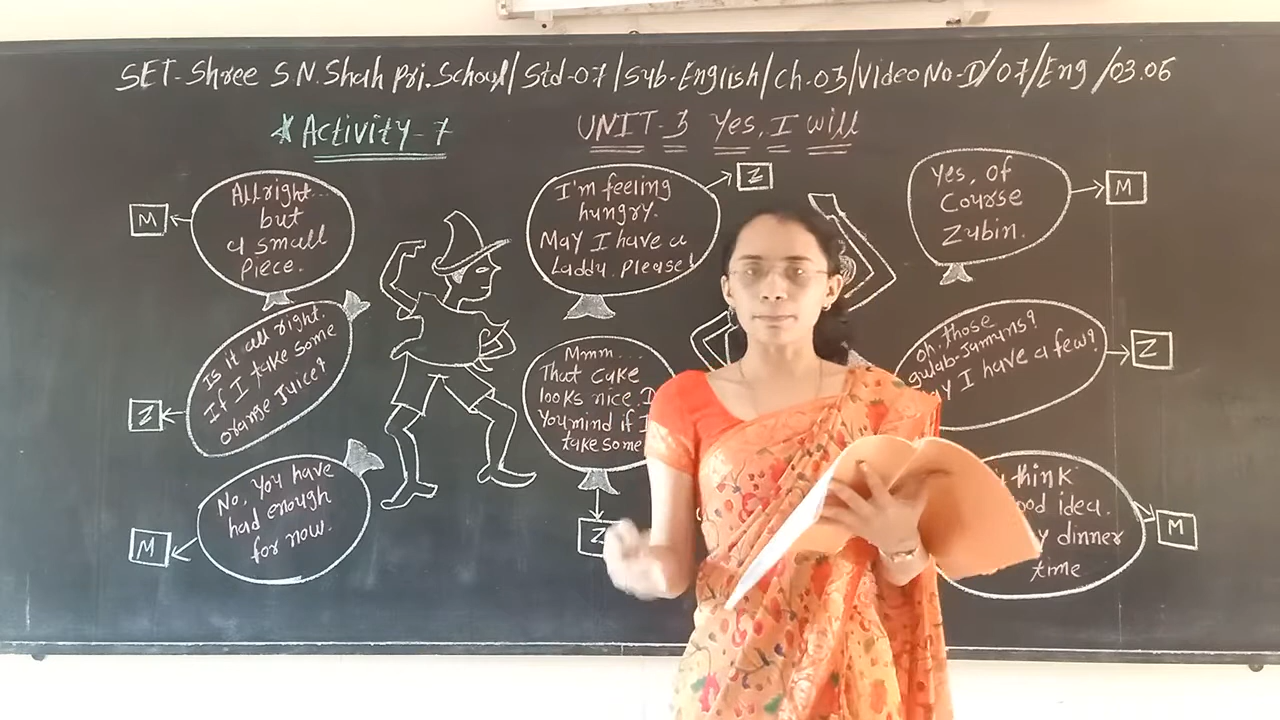 SET-Shree S.N.Shah Pri.School/Std-07/Sub-English/Ch.03/Video No-D/07/Eng/03.06
*Activity-7
UNIT-3 Yes, I will
M
All right...
but
a small
Piece.
I'm feeling
hungry.
May I have a
Laddu. please!
Z
Yes, of
Course
Zubin.
M
Is it all right.
If I take some
orange Juice?
Z
Mmm...
That cake
looks nice.
You mind if I
take some
Z
Oh, those
gulab-Jamuns?
I have a few?
Z
No, you have
had enough
for now.
M
think
idea.
dinner
time
M